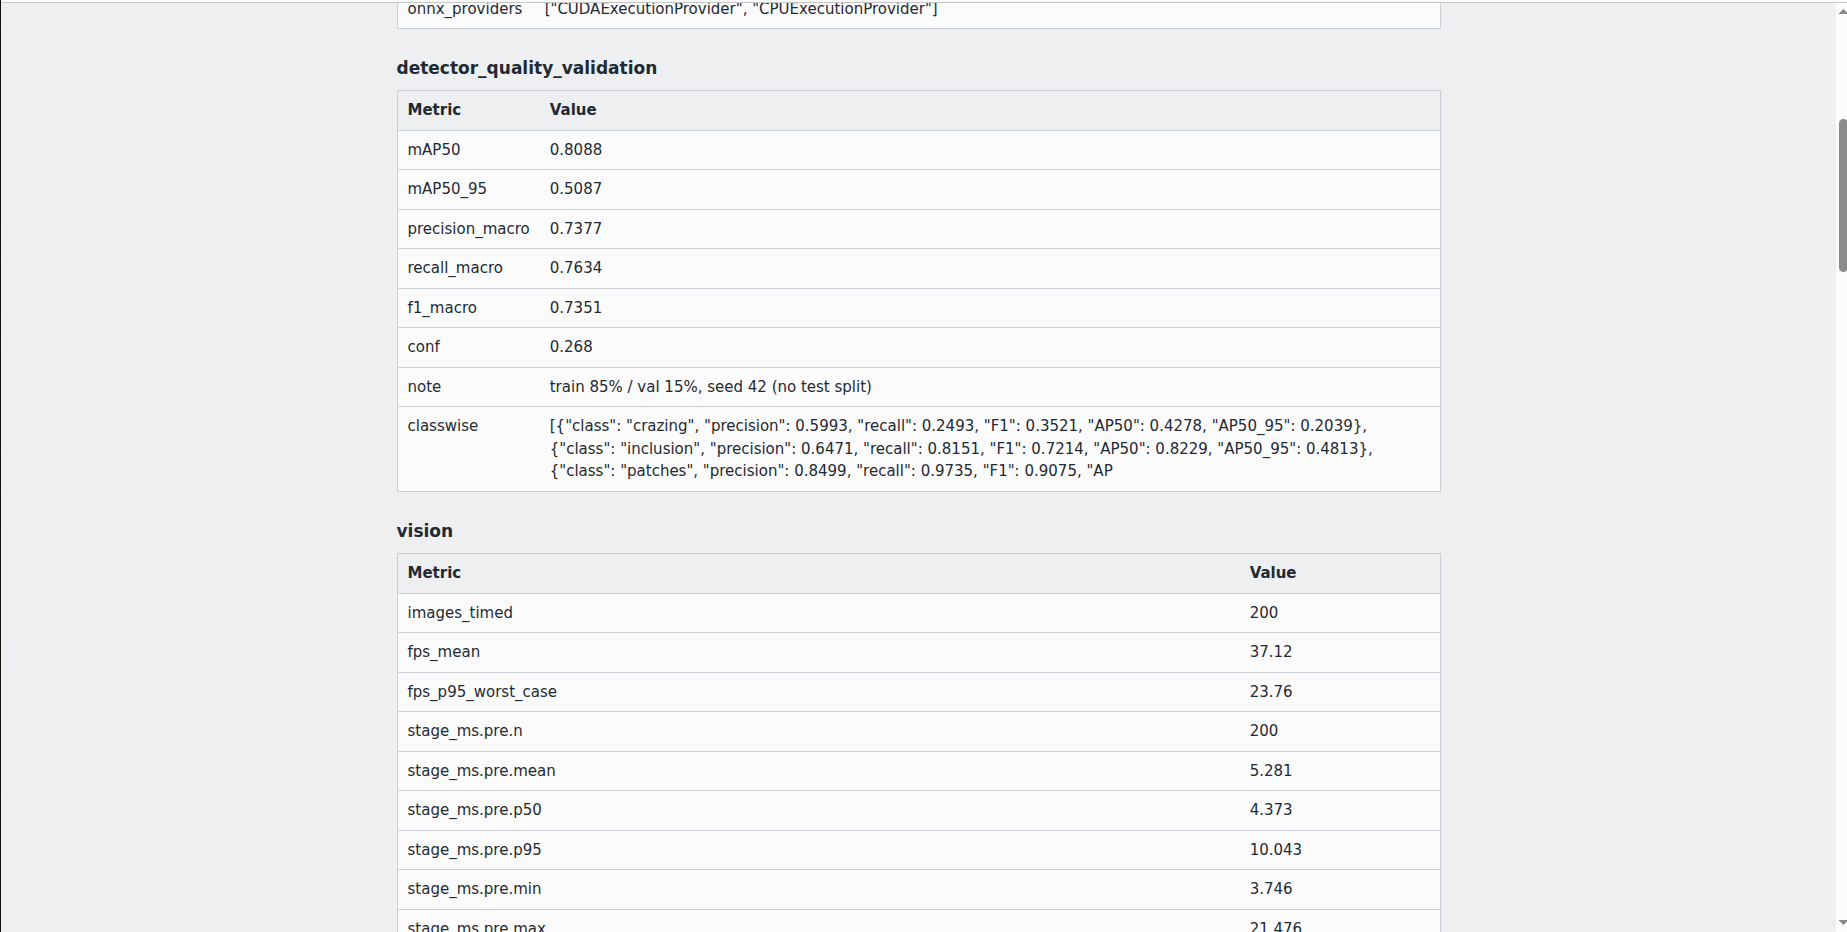 onnx_providers ["CUDAExecutionProvider", "CPUExecutionProvider"]
detector_quality_validation
Metric Value
mAP50 0.8088
mAP50_95 0.5087
precision_macro 0.7377
recall_macro 0.7634
f1_macro 0.7351
conf 0.268
note train 85% / val 15%, seed 42 (no test split)
classwise [{"class": "crazing", "precision": 0.5993, "recall": 0.2493, "F1": 0.3521, "AP50": 0.4278, "AP50_95": 0.2039},
{"class": "inclusion", "precision": 0.6471, "recall": 0.8151, "F1": 0.7214, "AP50": 0.8229, "AP50_95": 0.4813},
{"class": "patches", "precision": 0.8499, "recall": 0.9735, "F1": 0.9075, "AP
vision
Metric Value
images_timed 200
fps_mean 37.12
fps_p95_worst_case 23.76
stage_ms.pre.n 200
stage_ms.pre.mean 5.281
stage_ms.pre.p50 4.373
stage_ms.pre.p95 10.043
stage_ms.pre.min 3.746
stage_ms.pre.max 21.476